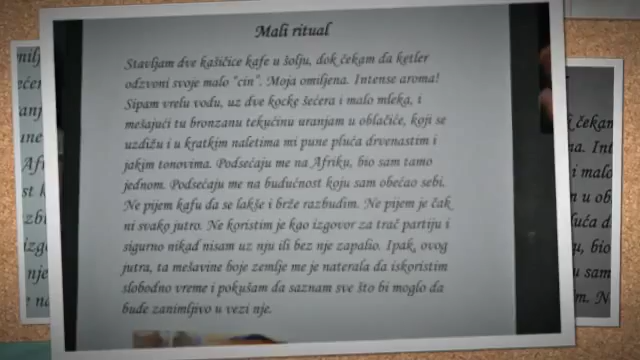 Mali ritual
Stavljam dve kašičice kafe u šolju, dok čekam da ketler
odzvoni svoje malo "cin". Moja omiljena. Intense aroma!
Sipam vrelu vodu, uz dve kocke šećera i malo mleka, i
mešajući tu bronzanu tekućinu uranjam u oblačiće, koji se
uzdižu i u kratkim naletima mi pune pluća drvenastim i
jakim tonovima. Podsećaju me na Afriku, bio sam tamo
jednom. Podsećaju me na budućnost koju sam obećao sebi.
Ne pijem kafu da se lakše i brže razbudim. Ne pijem je čak
ni svako jutro. Ne koristim je kao izgovor za trač partiju i
sigurno nikad nisam uz nju ili bez nje zapalio. Ipak, ovog
jutra, ta mešavine boje zemlje me je naterala da iskoristim
slobodno vreme i pokušam da saznam sve što bi moglo da
bude zanimljivo u vezi nje.